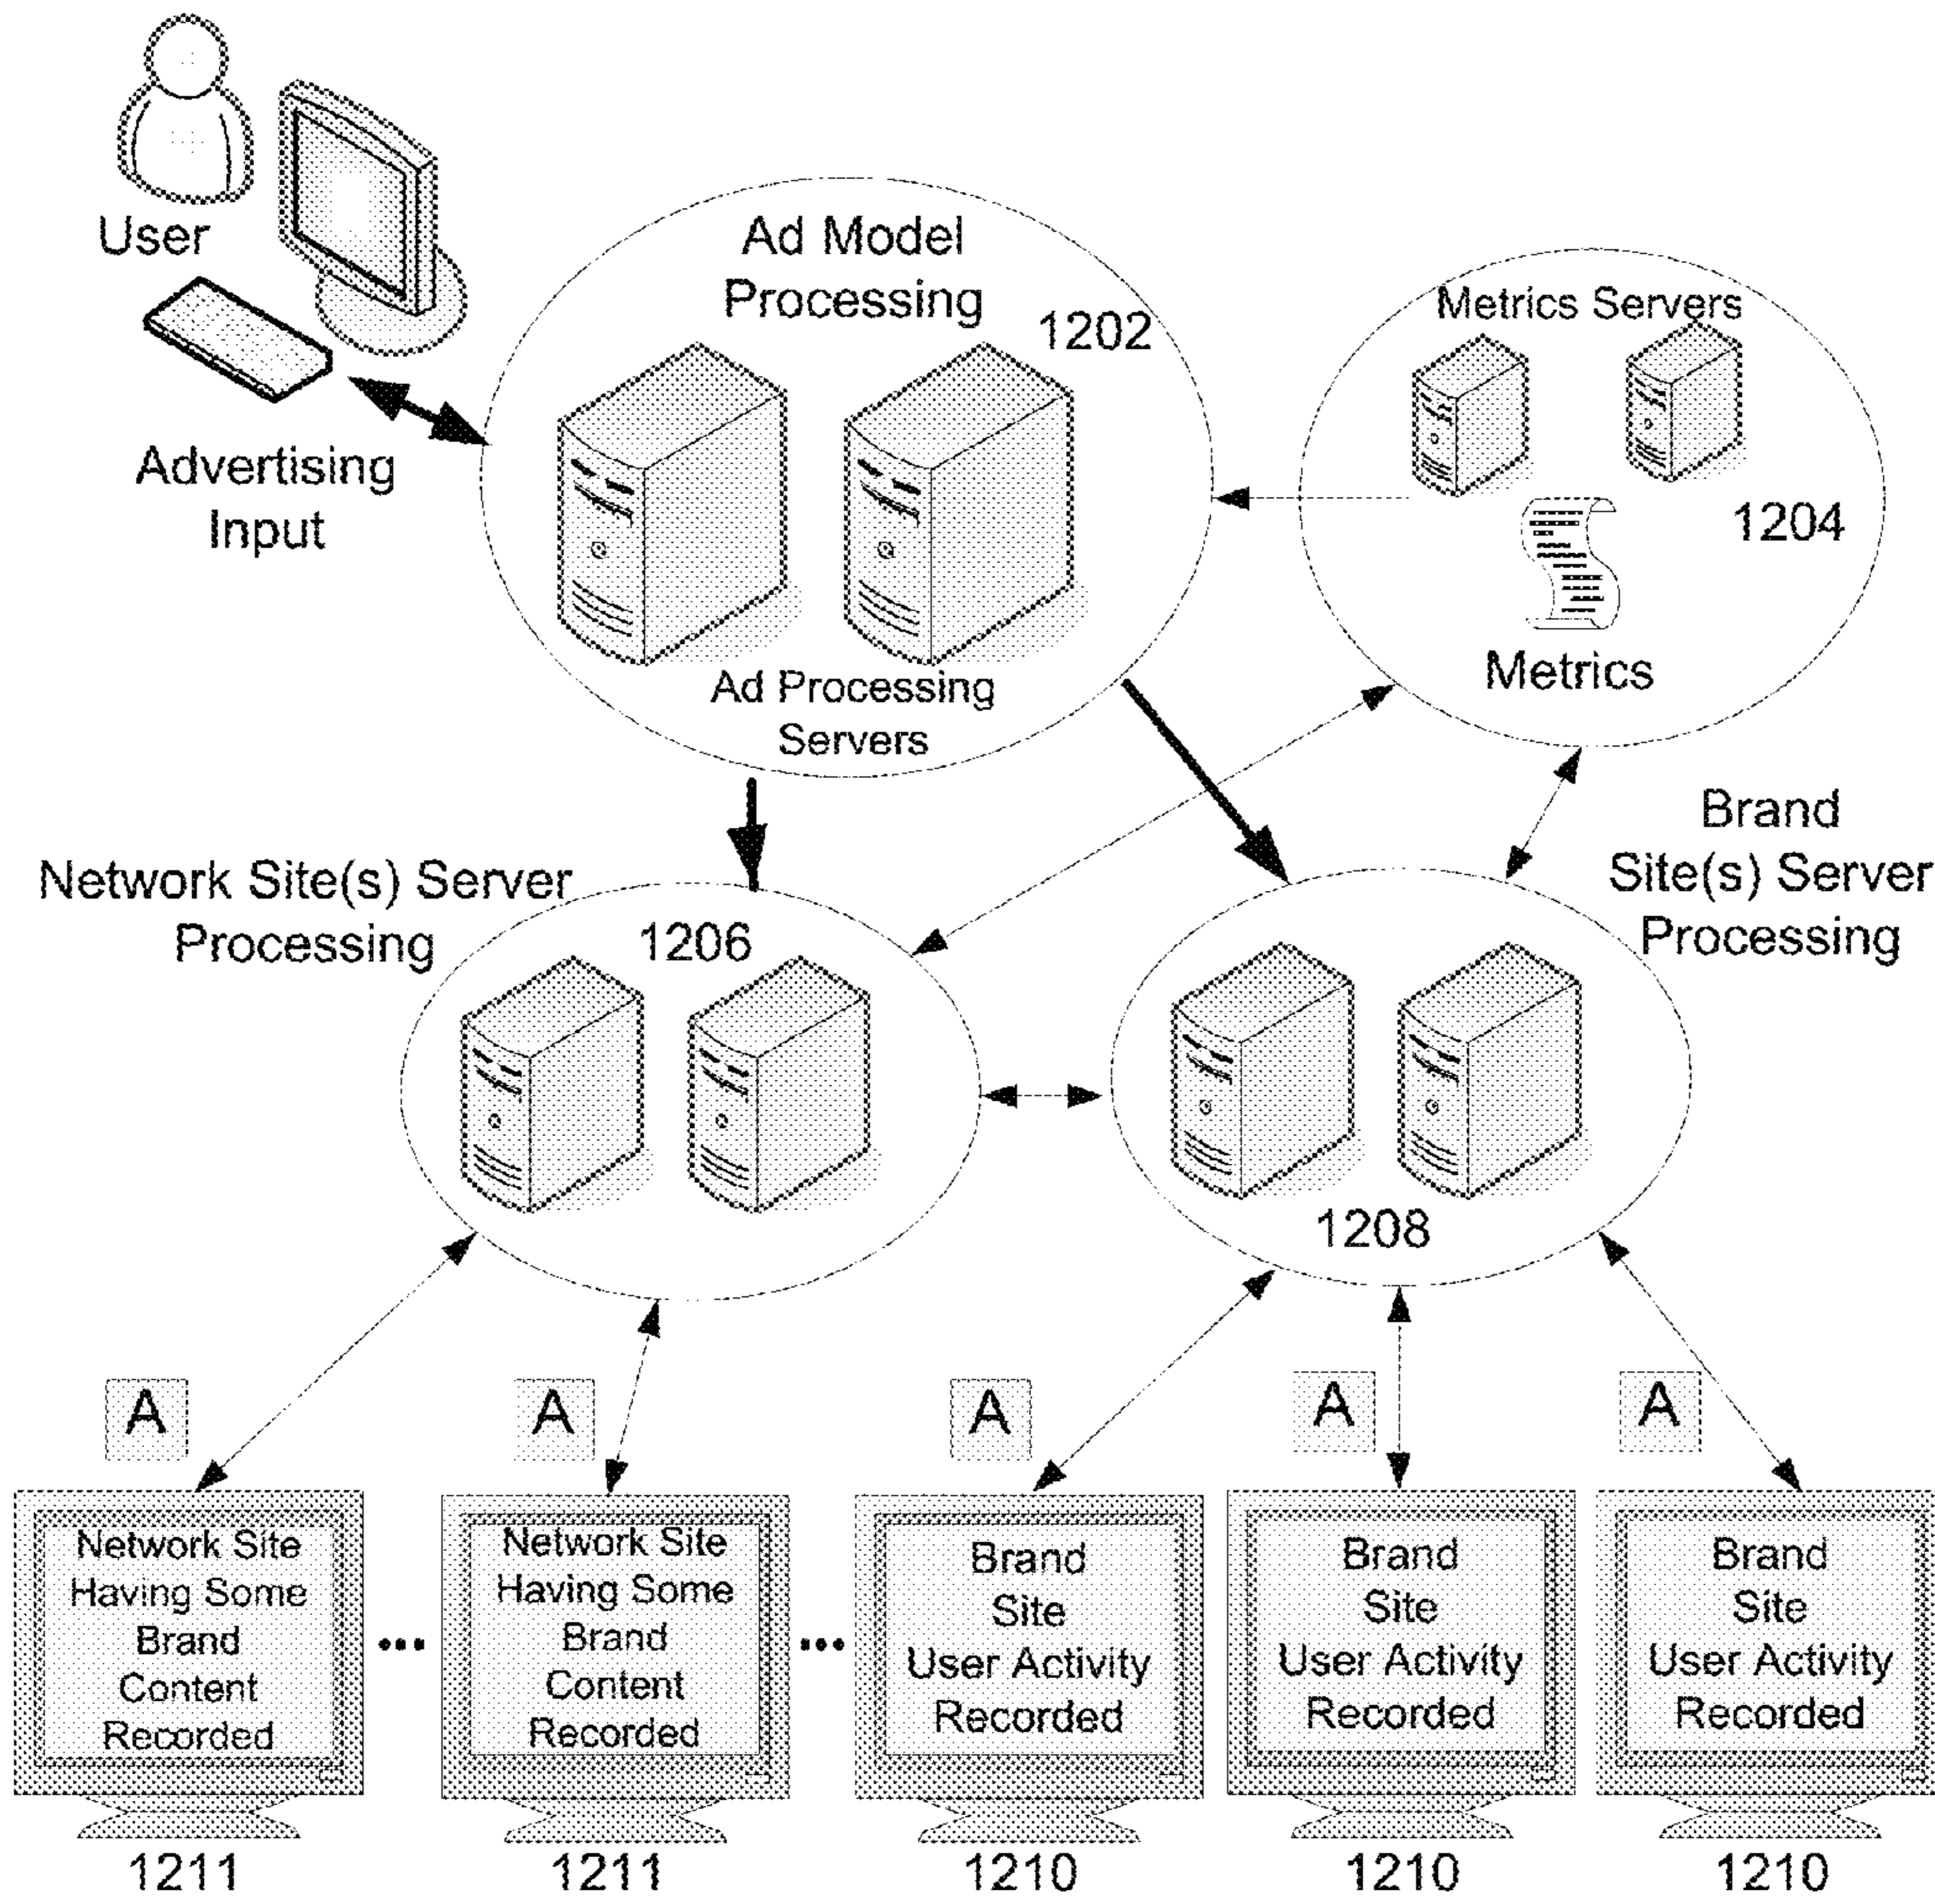 User
Advertising
Input
Ad Model
Processing
1202
Ad Processing
Servers
Metrics Servers
1204
Metrics
Network Site(s) Server
Processing
1206
Brand
Site(s) Server
Processing
1208
A
A
A
A
A
Network Site
Having Some
Brand
Content
Recorded
1211
...
Network Site
Having Some
Brand
Content
Recorded
1211
...
Brand
Site
User Activity
Recorded
1210
Brand
Site
User Activity
Recorded
1210
Brand
Site
User Activity
Recorded
1210